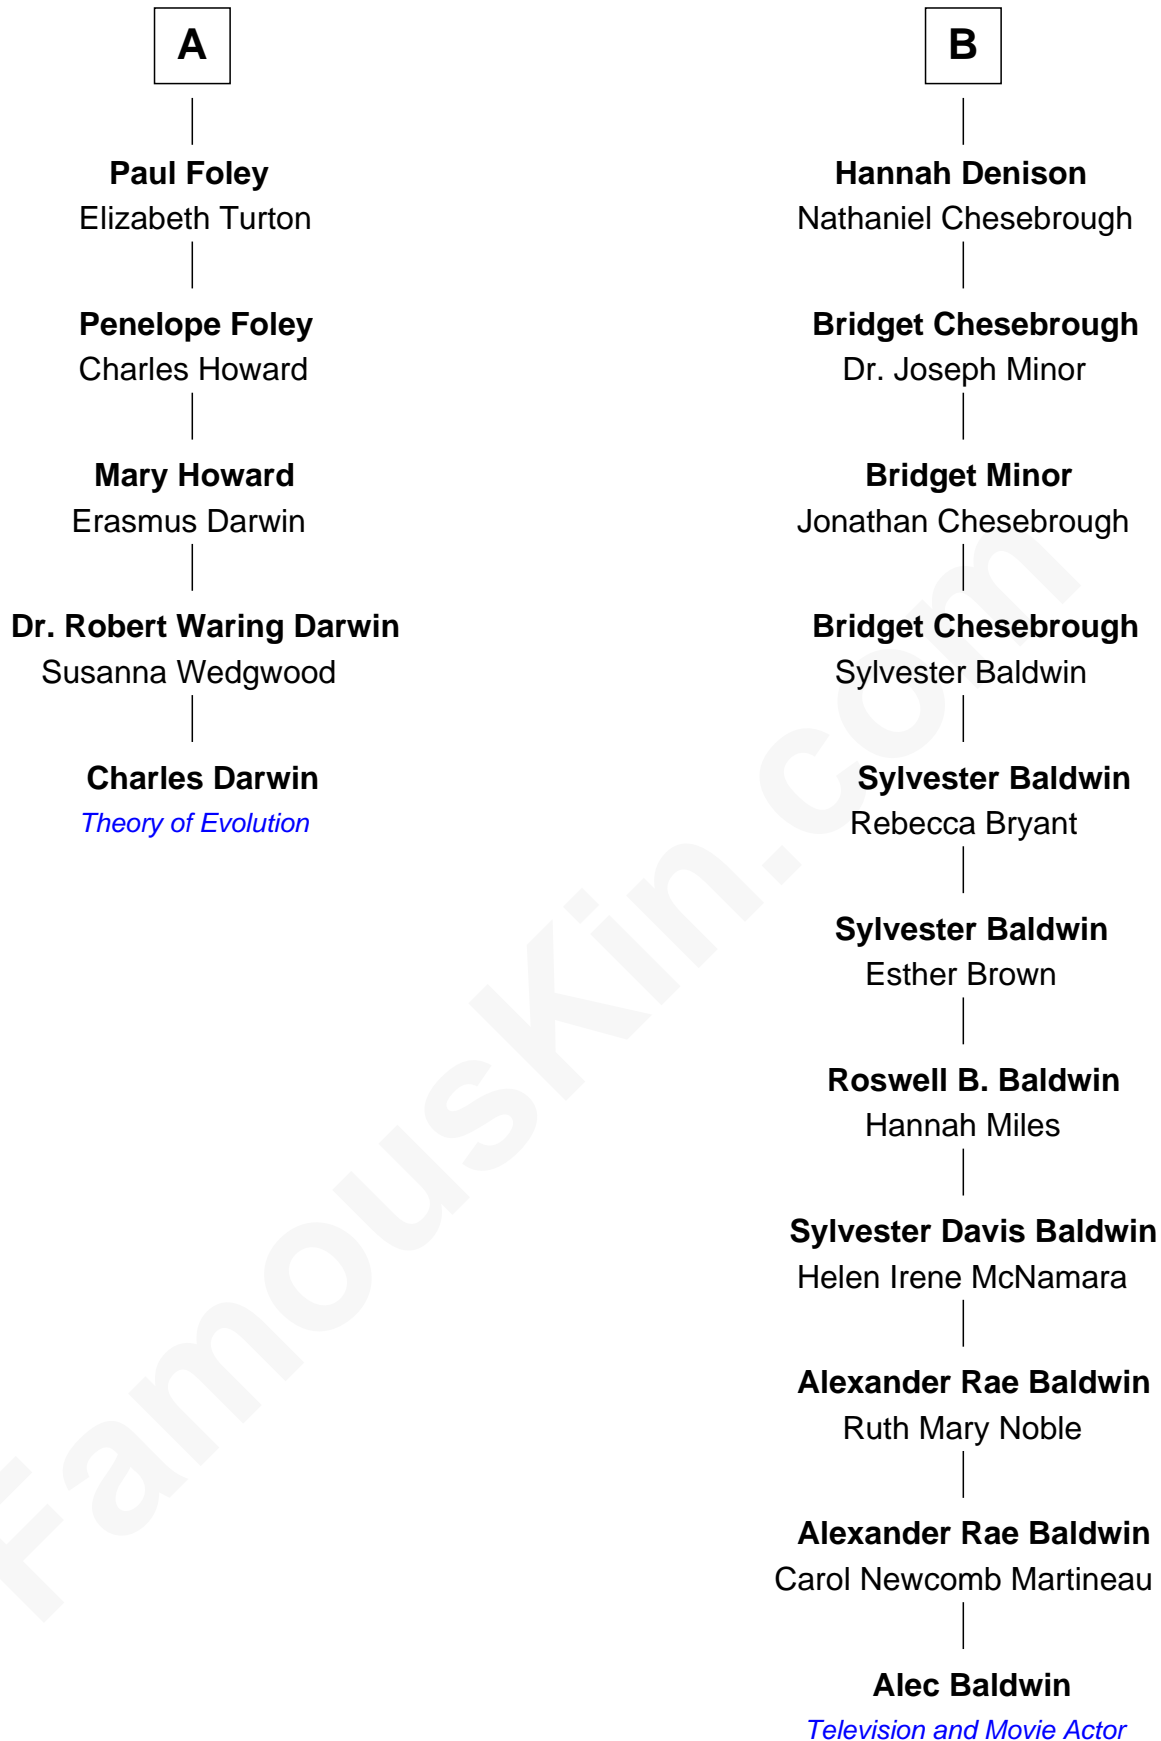 A
Paul Foley
Elizabeth Turton
Penelope Foley
Charles Howard
Mary Howard
Erasmus Darwin
Dr. Robert Waring Darwin
Susanna Wedgwood
Charles Darwin
Theory of Evolution
B
Hannah Denison
Nathaniel Chesebrough
Bridget Chesebrough
Dr. Joseph Minor
Bridget Minor
Jonathan Chesebrough
Bridget Chesebrough
Sylvester Baldwin
Sylvester Baldwin
Rebecca Bryant
Sylvester Baldwin
Esther Brown
Roswell B. Baldwin
Hannah Miles
Sylvester Davis Baldwin
Helen Irene McNamara
Alexander Rae Baldwin
Ruth Mary Noble
Alexander Rae Baldwin
Carol Newcomb Martineau
Alec Baldwin
Television and Movie Actor
FamousKin.com